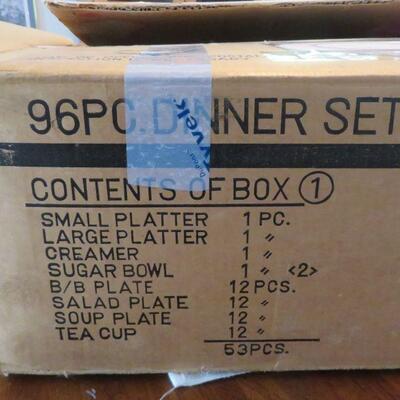 96PC. DINNER SET
Tyvek
CONTENTS OF BOX ①
SMALL PLATTER 1 PC.
LARGE PLATTER 1 〃
CREAMER 1 〃
SUGAR BOWL 1 〃 <2>
B/B PLATE 12 PCS.
SALAD PLATE 12 〃
SOUP PLATE 12 〃
TEA CUP 12 〃
53PCS.